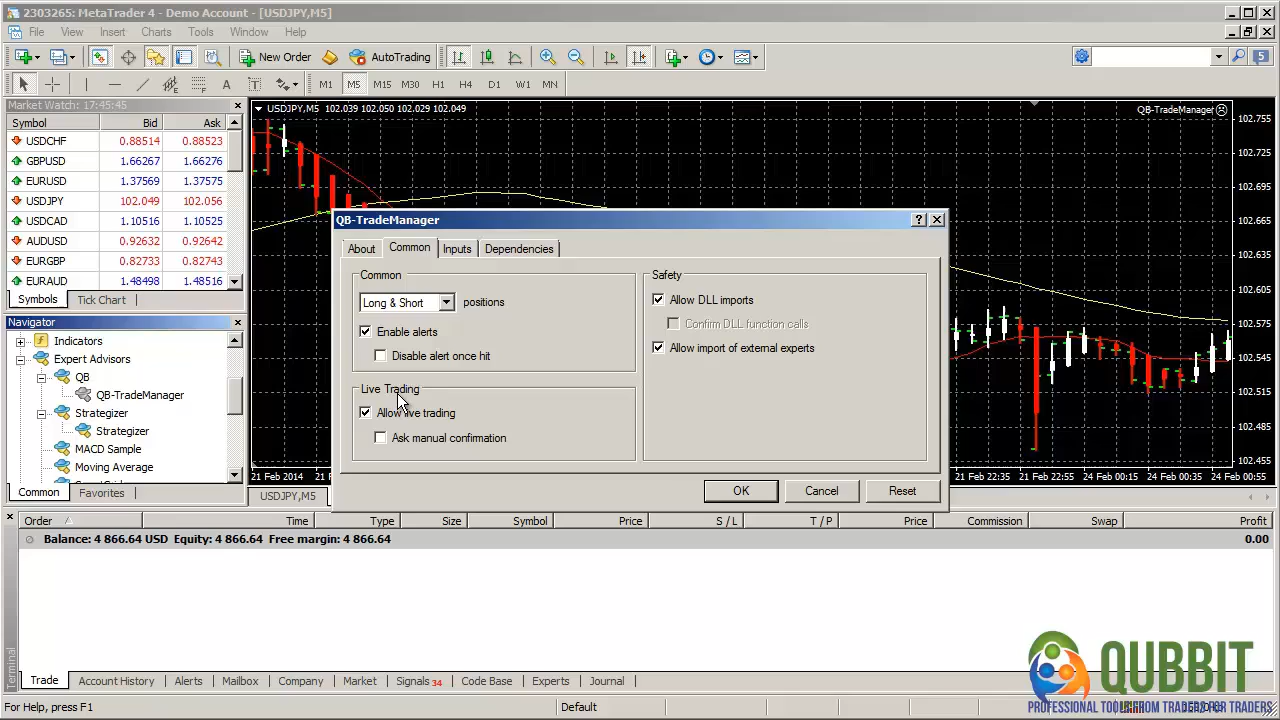 2303265: MetaTrader 4 - Demo Account - [USDJPY,M5]
File View Insert Charts Tools Window Help
New Order AutoTrading 5
A T M1 M5 M15 M30 H1 H4 D1 W1 MN
Market Watch: 17:45:45
Symbol Bid Ask
USDCHF 0.88514 0.88523
GBPUSD 1.66267 1.66276
EURUSD 1.37569 1.37575
USDJPY 102.049 102.056
USDCAD 1.10516 1.10525
AUDUSD 0.92632 0.92642
EURGBP 0.82733 0.82743
EURAUD 1.48498 1.48516
Symbols Tick Chart
Navigator
Indicators
Expert Advisors
QB
QB-TradeManager
Strategizer
Strategizer
MACD Sample
Moving Average
Common Favorites
USDJPY,M5 102.039 102.050 102.029 102.049
QB-TradeManager
102.755
102.725
102.695
102.665
102.635
102.605
102.575
102.545
102.515
102.485
102.455
21 Feb 2014 21 F
eb 22:35 21 Feb 22:55 24 Feb 00:15 24 Feb 00:35 24 Feb 00:55
USDJPY,M5
QB-TradeManager
About Common Inputs Dependencies
Common
Long & Short positions
Enable alerts
Disable alert once hit
Live Trading
Allow live trading
Ask manual confirmation
Safety
Allow DLL imports
Confirm DLL function calls
Allow import of external experts
OK Cancel Reset
Order Time Type Size Symbol Price S / L T / P Price Commission Swap Profit
Balance: 4 866.64 USD Equity: 4 866.64 Free margin: 4 866.64 0.00
Terminal
Trade Account History Alerts Mailbox Company Market Signals 34 Code Base Experts Journal
For Help, press F1 Default
QUBBIT
PROFESSIONAL TOOLS FROM TRADER FOR TRADERS